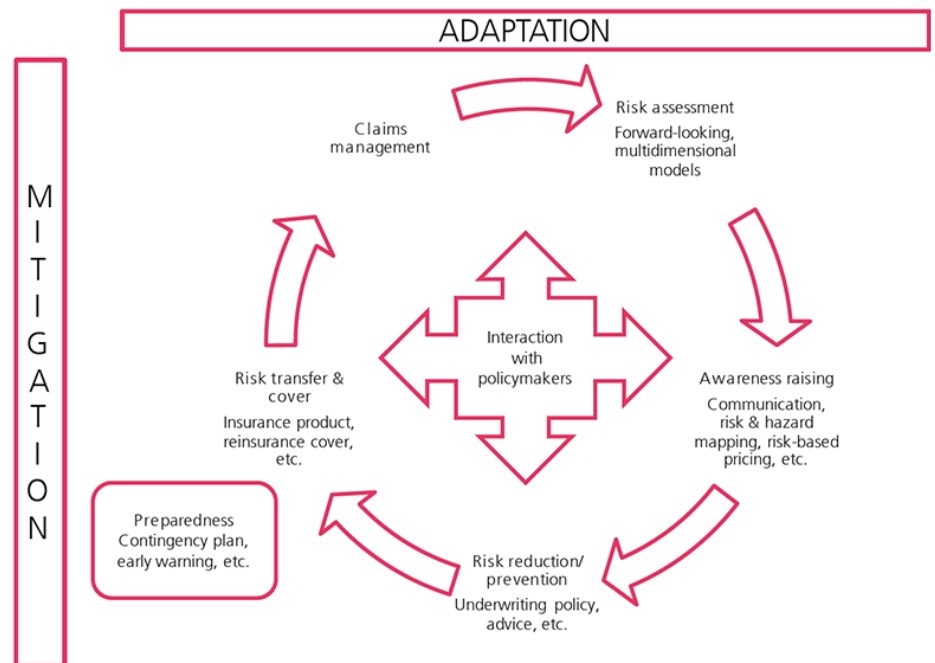 ADAPTATION
MITIGATION
Claims
management
Risk assessment
Forward-looking,
multidimensional
models
Interaction
with
policymakers
Awareness raising
Communication,
risk & hazard
mapping, risk-based
pricing, etc.
Risk reduction/
prevention
Underwriting policy,
advice, etc.
Risk transfer &
cover
Insurance product,
reinsurance cover,
etc.
Preparedness
Contingency plan,
early warning, etc.